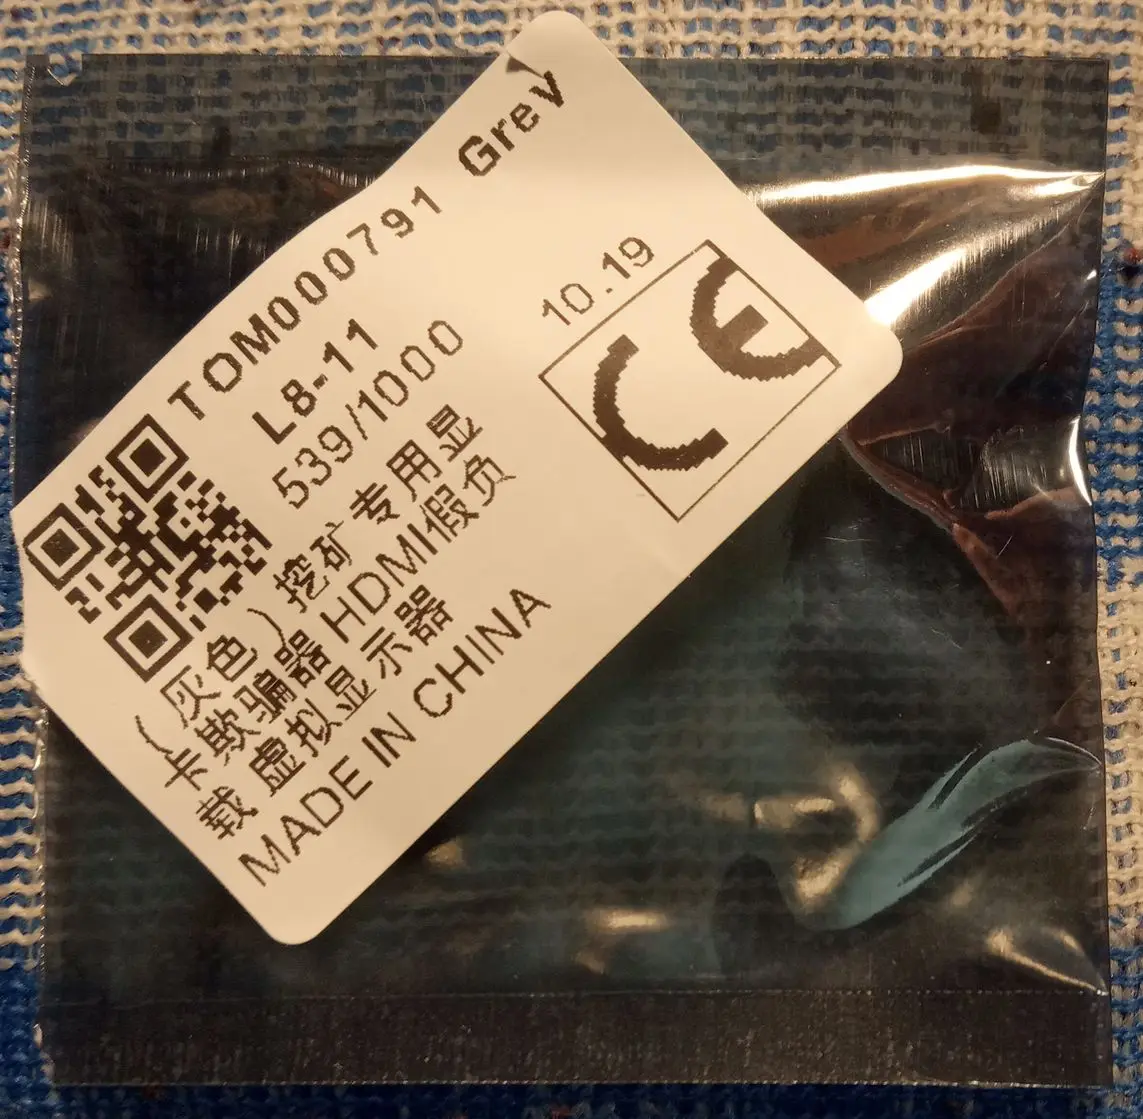 TOM000791 Grey
L8-11
539/1000
10.19
CE
(灰色)挖矿专用显
卡欺骗器HDMI假负
载 虚拟显示器
MADE IN CHINA